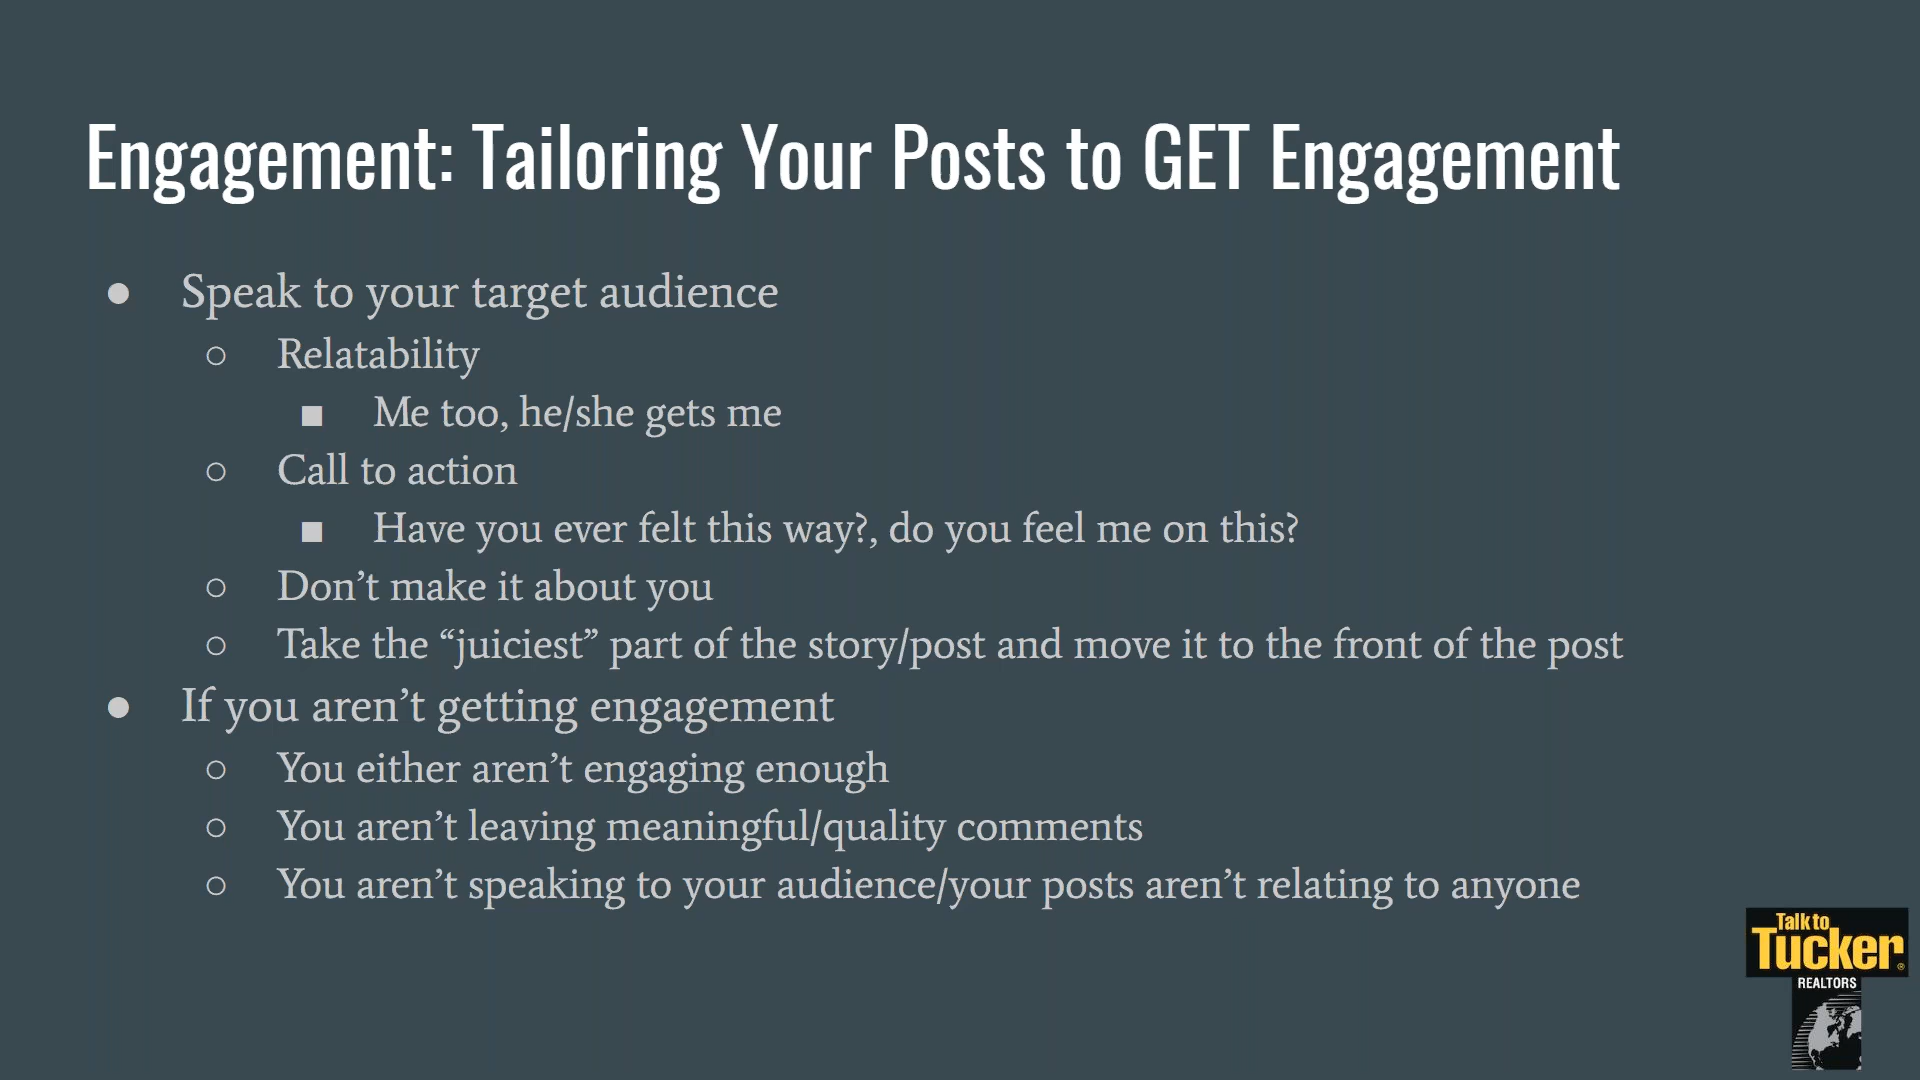 Engagement: Tailoring Your Posts to GET Engagement
● Speak to your target audience
○ Relatability
■ Me too, he/she gets me
○ Call to action
■ Have you ever felt this way?, do you feel me on this?
○ Don’t make it about you
○ Take the “juiciest” part of the story/post and move it to the front of the post
● If you aren’t getting engagement
○ You either aren’t engaging enough
○ You aren’t leaving meaningful/quality comments
○ You aren’t speaking to your audience/your posts aren’t relating to anyone
Talk to
Tucker®
REALTORS